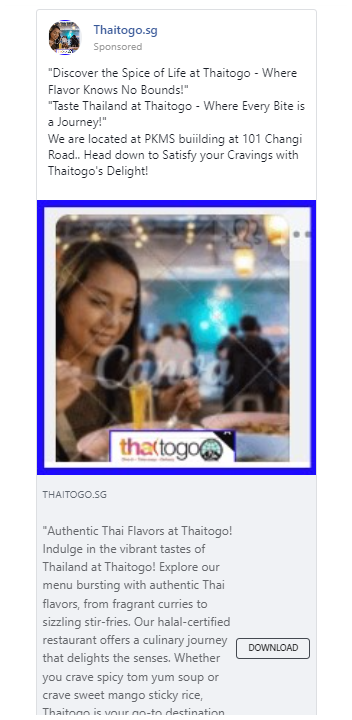 Thaitogo.sg
Sponsored
"Discover the Spice of Life at Thaitogo - Where
Flavor Knows No Bounds!"
"Taste Thailand at Thaitogo - Where Every Bite is
a Journey!"
We are located at PKMS buiilding at 101 Changi
Road.. Head down to Satisfy your Cravings with
Thaitogo's Delight!
Canva
thaitogo
THAITOGO.SG
"Authentic Thai Flavors at Thaitogo!
Indulge in the vibrant tastes of
Thailand at Thaitogo! Explore our
menu bursting with authentic Thai
flavors, from fragrant curries to
sizzling stir-fries. Our halal-certified
restaurant offers a culinary journey
that delights the senses. Whether
DOWNLOAD
you crave spicy tom yum soup or
crave sweet mango sticky rice,
Thaitogo is your go-to destination